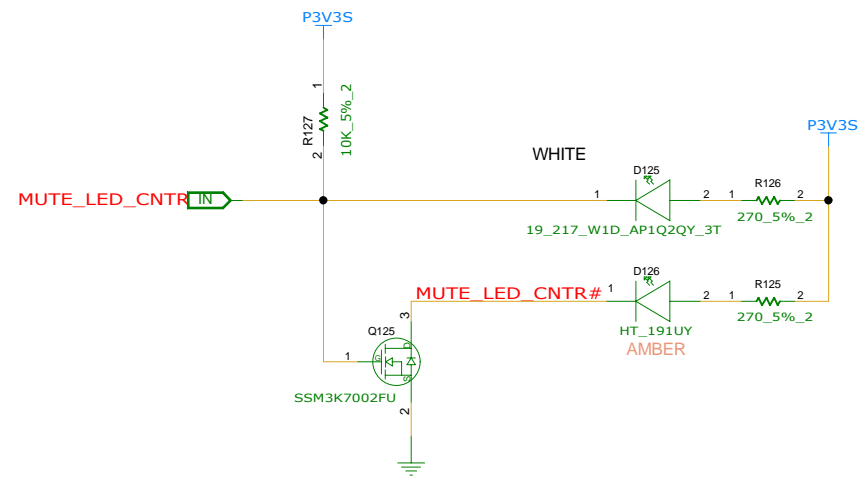 P3V3S
1
R127
10K_5%_2
2
P3V3S
WHITE
MUTE_LED_CNTR
IN
D125
1
2
19_217_W1D_AP1Q2QY_3T
R126
1
2
270_5%_2
MUTE_LED_CNTR#
D126
1
2
HT_191UY
AMBER
R125
1
2
270_5%_2
Q125
3
D
1
G
S
SSM3K7002FU
2